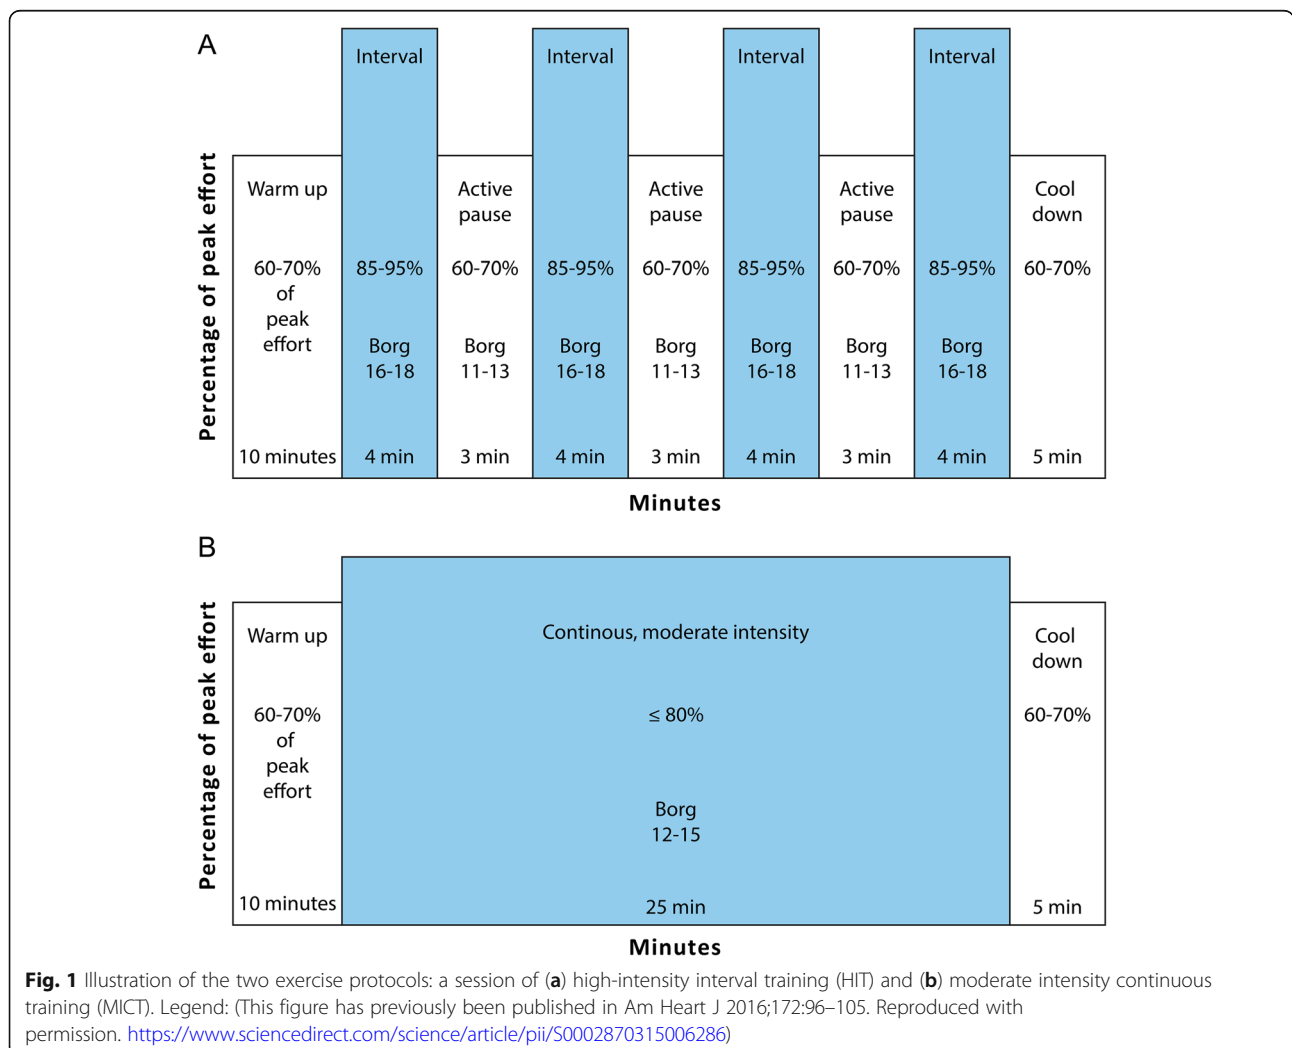 A
Percentage of peak effort
Interval
Interval
Interval
Interval
Warm up
Active
pause
Active
pause
Active
pause
Cool
down
60-70%
of
peak
effort
85-95%
60-70%
85-95%
60-70%
85-95%
60-70%
85-95%
60-70%
Borg
16-18
Borg
11-13
Borg
16-18
Borg
11-13
Borg
16-18
Borg
11-13
Borg
16-18
10 minutes
4 min
3 min
4 min
3 min
4 min
3 min
4 min
5 min
Minutes
B
Percentage of peak effort
Warm up
Continous, moderate intensity
Cool
down
60-70%
of
peak
effort
≤ 80%
60-70%
Borg
12-15
10 minutes
25 min
5 min
Minutes
Fig. 1 Illustration of the two exercise protocols: a session of (a) high-intensity interval training (HIT) and (b) moderate intensity continuous
training (MICT). Legend: (This figure has previously been published in Am Heart J 2016;172:96–105. Reproduced with
permission. https://www.sciencedirect.com/science/article/pii/S0002870315006286)